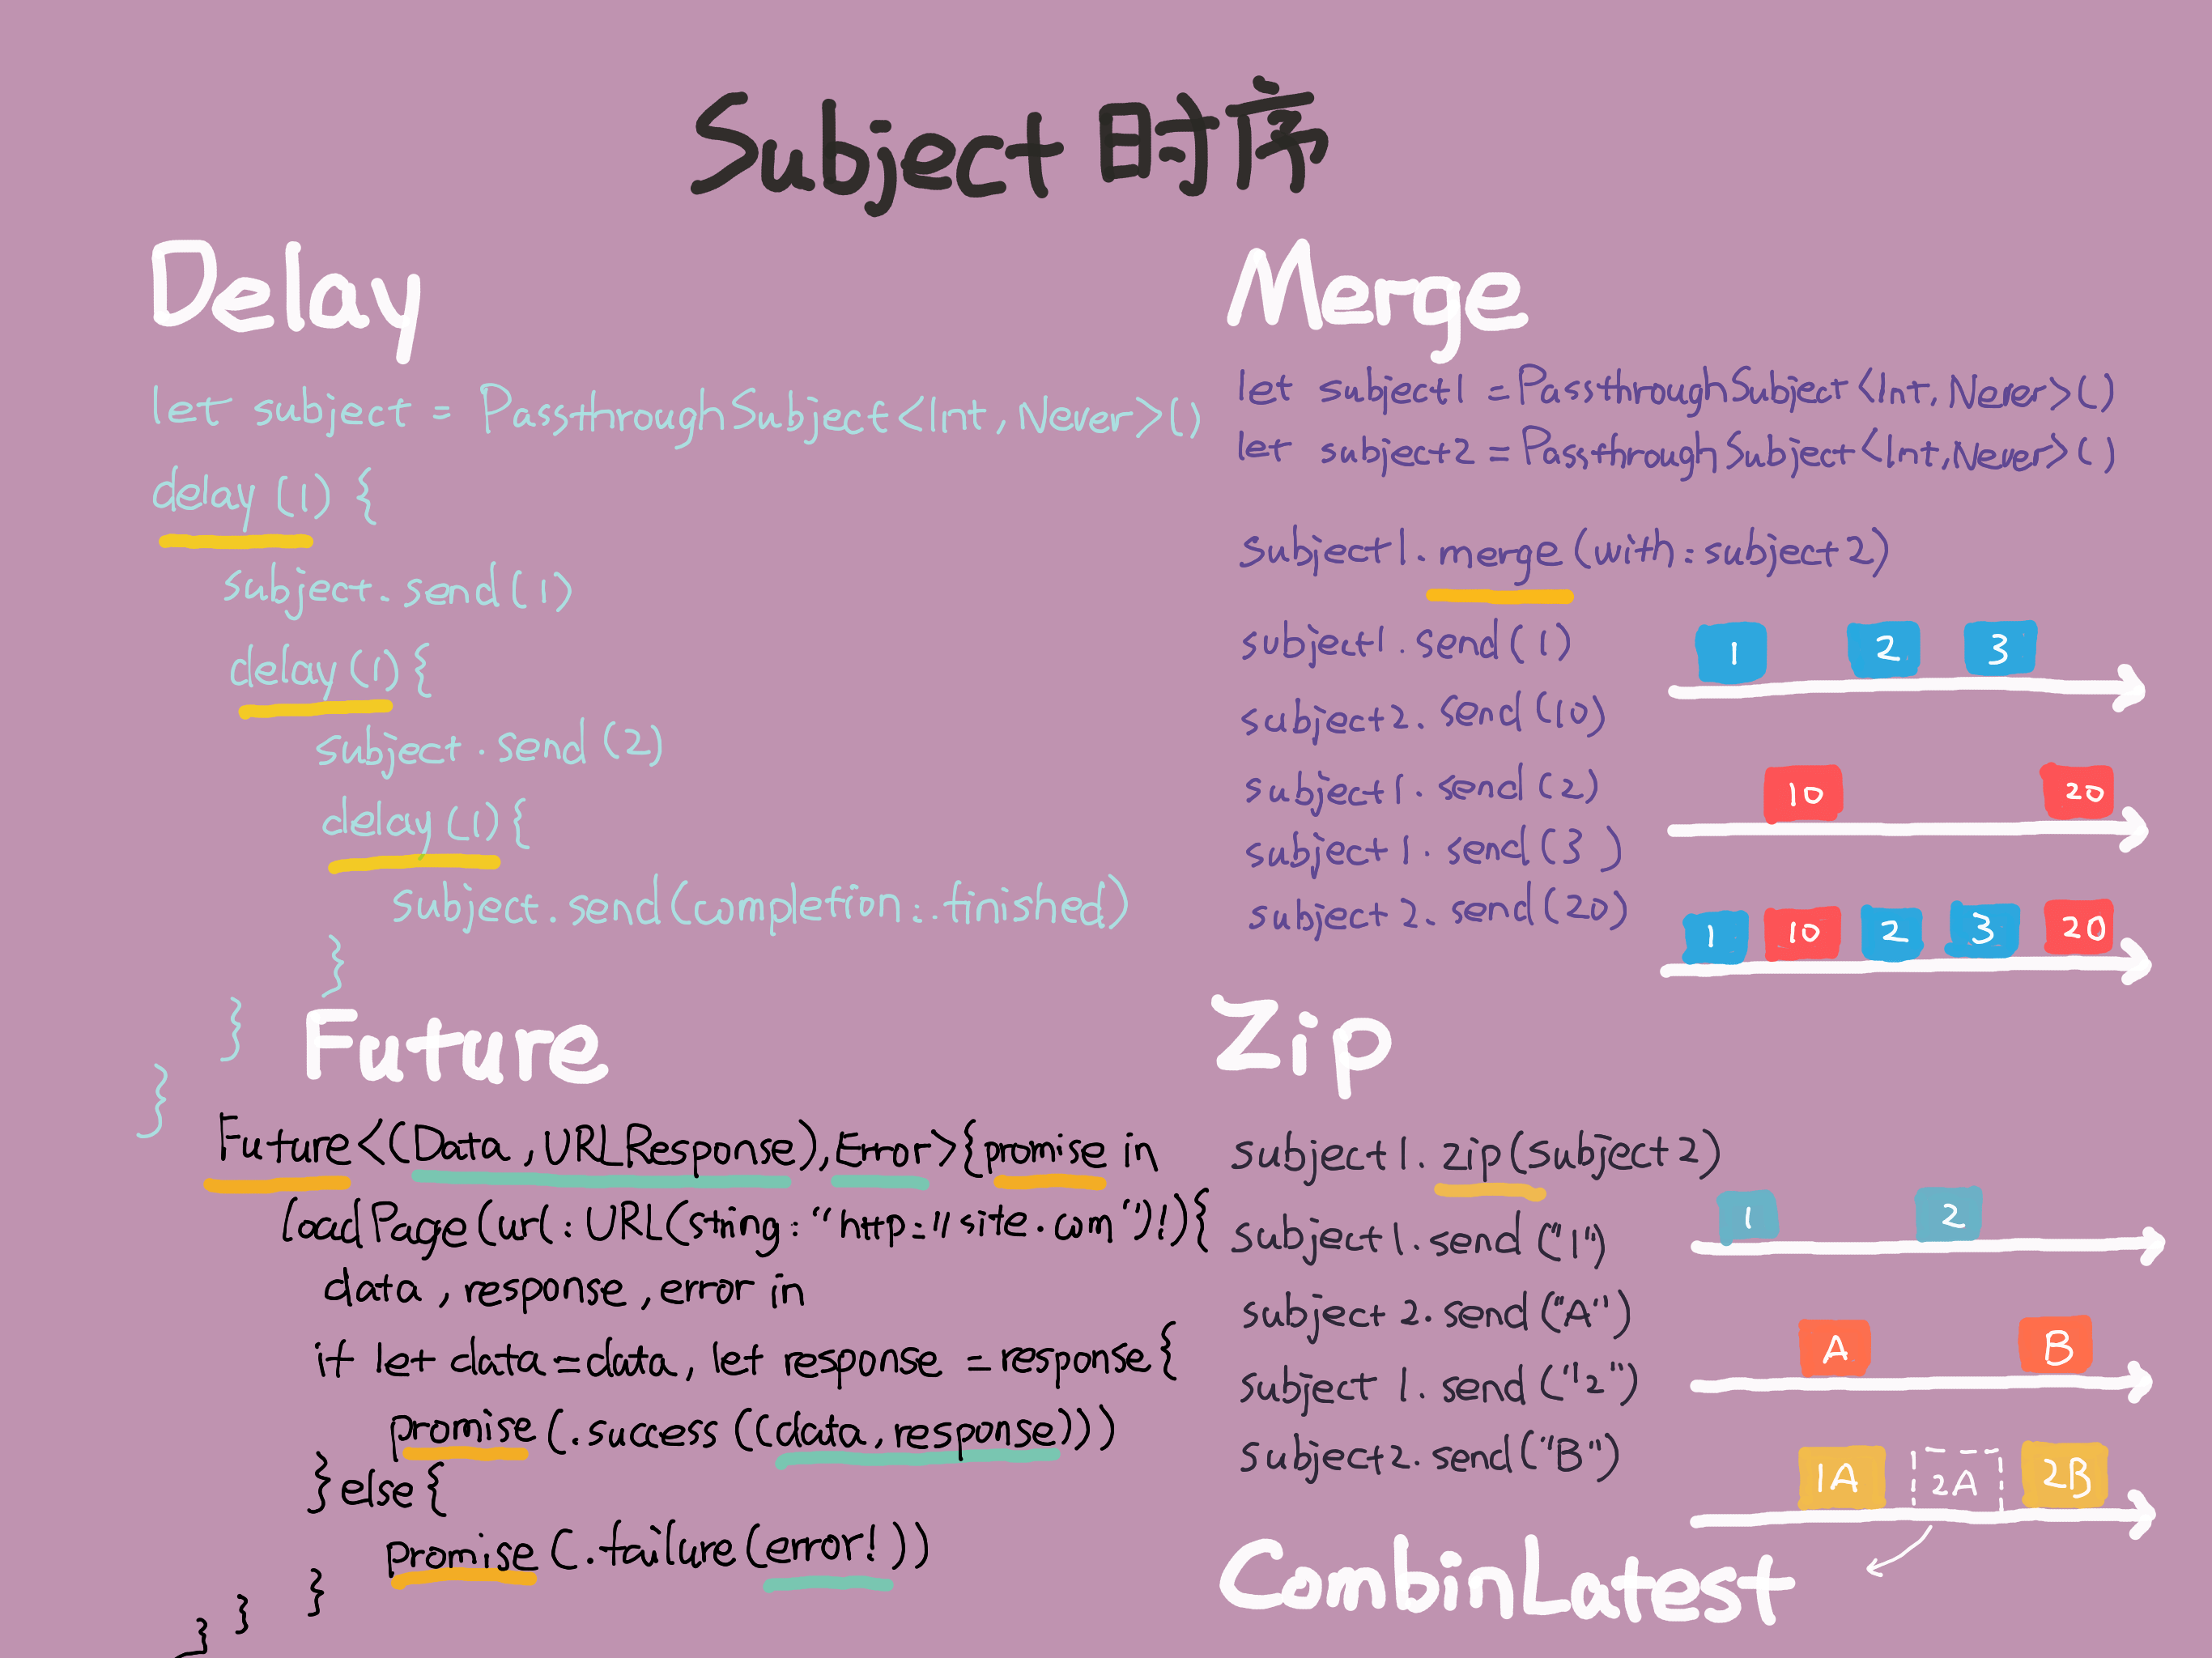 Subject 时序
Delay
let subject = PassthroughSubject<Int, Never>()
delay (1) {
subject. send(1)
delay (1) {
subject. send (2)
delay (1) {
subject. send(completion: .finished)
}
}
}
Future
Future<(Data, URLResponse), Error>{promise in
loadPage(url: URL(string: "http://site.com")!){
data, response, error in
if let data=data, let response = response{
promise (.success ((data, response)))
}else{
promise (.failure (error!))
}
}
}
Merge
let subject1 = PassthroughSubject<Int, Never>()
let subject2 = PassthroughSubject<Int, Never>()
subject1. merge (with: subject2)
subject1. send(1)
subject2. send(10)
subject1. send (2)
subject1. send(3)
subject2. send(20)
1 2 3
10 20
1 10 2 3 20
Zip
subject1. zip(subject2)
subject1. send("1")
subject2. send("A")
subject 1. send ("2")
subject2. send("B")
1 2
A B
1A 2A 2B
CombinLatest